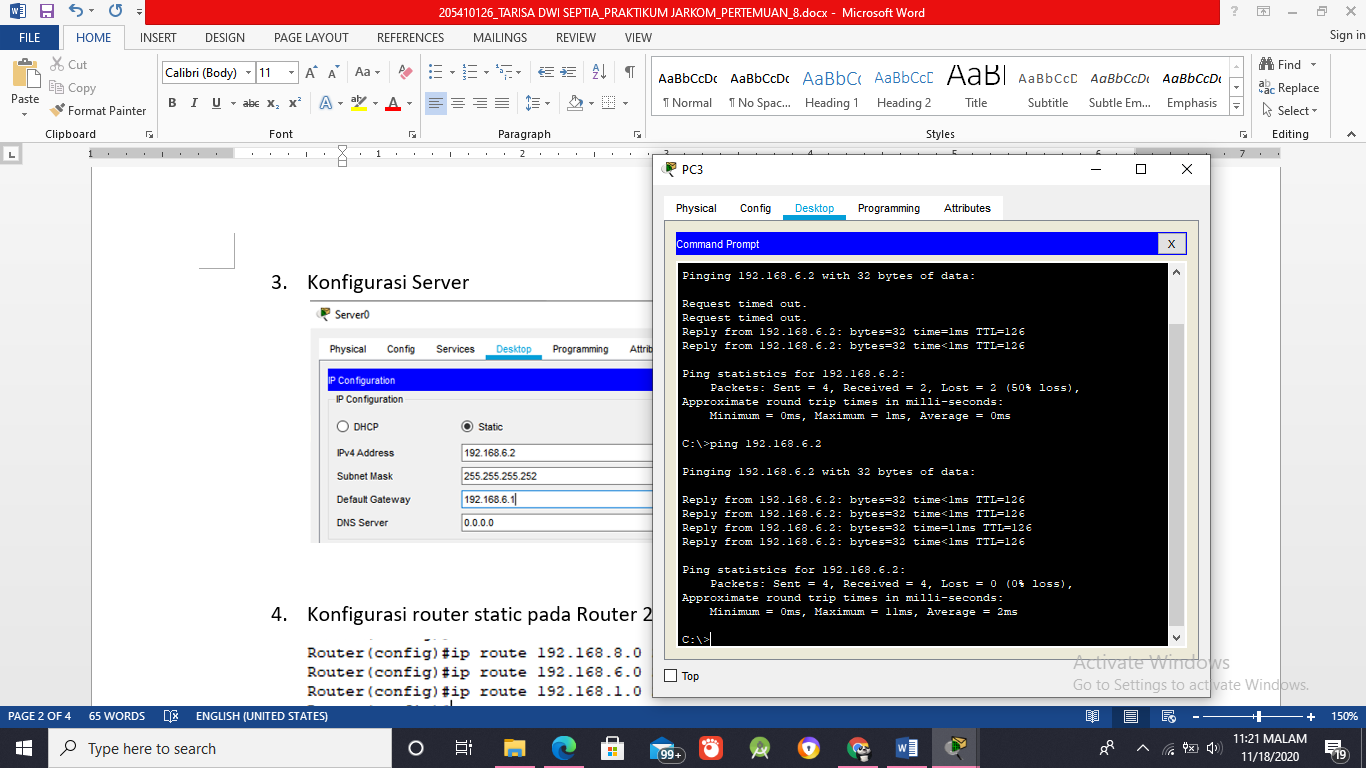 205410126_TARISA DWI SEPTIA_PRAKTIKUM JARKOM_PERTEMUAN_8.docx - Microsoft Word
FILE HOME INSERT DESIGN PAGE LAYOUT REFERENCES MAILINGS REVIEW VIEW Sign in
Paste
Cut
Copy
Format Painter
Clipboard
Calibri (Body) 11
Font
Paragraph
AaBbCcDc AaBbCcDc AaBbCc AaBbCcD AaB AaBbCcD AaBbCcDt AaBbCcDt
¶ Normal ¶ No Spac... Heading 1 Heading 2 Title Subtitle Subtle Em... Emphasis
Styles
Find
Replace
Select
Editing
1 1 2 3 4 5 6 7
3. Konfigurasi Server
Server0
Physical Config Services Desktop Programming Attrib
IP Configuration
IP Configuration
DHCP Static
IPv4 Address 192.168.6.2
Subnet Mask 255.255.255.252
Default Gateway 192.168.6.1
DNS Server 0.0.0.0
4. Konfigurasi router static pada Router 2
Router(config)#ip route 192.168.8.0
Router(config)#ip route 192.168.6.0
Router(config)#ip route 192.168.1.0
PC3
Physical Config Desktop Programming Attributes
Command Prompt X
Pinging 192.168.6.2 with 32 bytes of data:
Request timed out.
Request timed out.
Reply from 192.168.6.2: bytes=32 time=1ms TTL=126
Reply from 192.168.6.2: bytes=32 time<1ms TTL=126
Ping statistics for 192.168.6.2:
Packets: Sent = 4, Received = 2, Lost = 2 (50% loss),
Approximate round trip times in milli-seconds:
Minimum = 0ms, Maximum = 1ms, Average = 0ms
C:\>ping 192.168.6.2
Pinging 192.168.6.2 with 32 bytes of data:
Reply from 192.168.6.2: bytes=32 time<1ms TTL=126
Reply from 192.168.6.2: bytes=32 time<1ms TTL=126
Reply from 192.168.6.2: bytes=32 time=11ms TTL=126
Reply from 192.168.6.2: bytes=32 time<1ms TTL=126
Ping statistics for 192.168.6.2:
Packets: Sent = 4, Received = 4, Lost = 0 (0% loss),
Approximate round trip times in milli-seconds:
Minimum = 0ms, Maximum = 11ms, Average = 2ms
C:\>
Top
Activate Windows
Go to Settings to activate Windows.
PAGE 2 OF 4 65 WORDS ENGLISH (UNITED STATES) 150%
Type here to search
99+
11:21 MALAM
11/18/2020
19